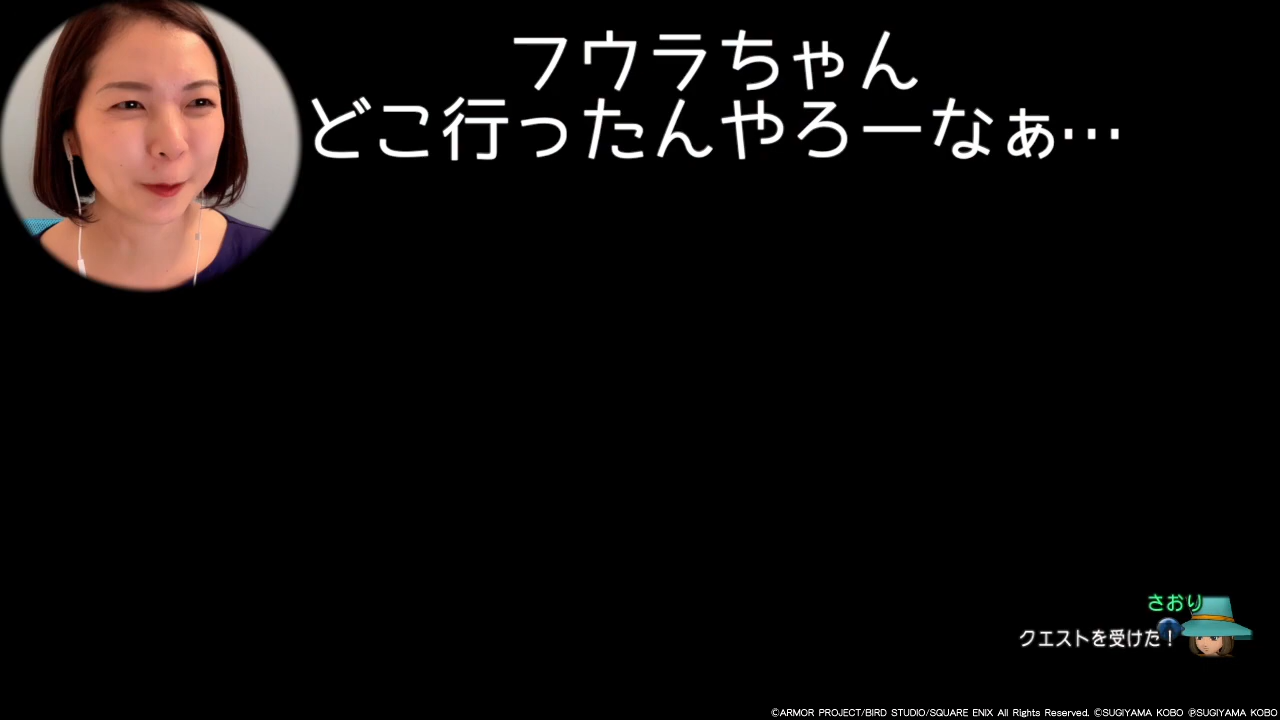 フウラちゃん
どこ行ったんやろーなぁ…
さおり
クエストを受けた!
©ARMOR PROJECT/BIRD STUDIO/SQUARE ENIX All Rights Reserved. ©SUGIYAMA KOBO ℗SUGIYAMA KOBO